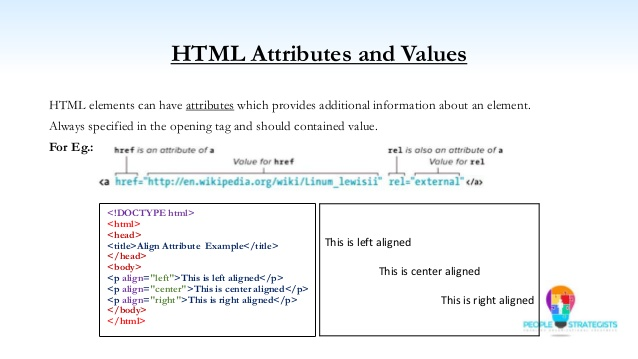 HTML Attributes and Values
HTML elements can have attributes which provides additional information about an element.
Always specified in the opening tag and should contained value.
For Eg.:
href is an attribute of a
rel is also an attribute of a
Value for href
Value for rel
<a href="http://en.wikipedia.org/wiki/Linum_lewisii" rel="external"</a>
<!DOCTYPE html>
<html>
<head>
<title>Align Attribute Example</title>
</head>
<body>
<p align="left">This is left aligned</p>
<p align="center">This is center aligned</p>
<p align="right">This is right aligned</p>
</body>
</html>
This is left aligned
This is center aligned
This is right aligned
PEOPLE STRATEGISTS